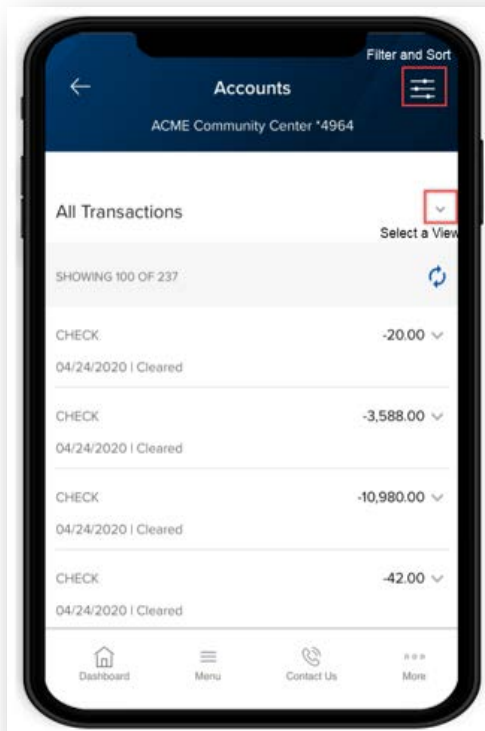 Filter and Sort
Accounts
ACME Community Center *4964
All Transactions
Select a View
SHOWING 100 OF 237
CHECK -20.00
04/24/2020 | Cleared
CHECK -3,588.00
04/24/2020 | Cleared
CHECK -10,980.00
04/24/2020 | Cleared
CHECK -42.00
04/24/2020 | Cleared
Dashboard Menu Contact Us More